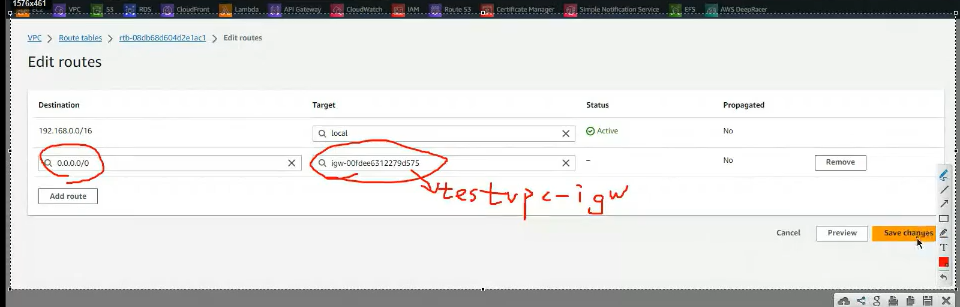 1576x461
VPC S3 RDS CloudFront Lambda API Gateway CloudWatch IAM Route 53 Certificate Manager Simple Notification Service EFS AWS DeepRacer
VPC > Route tables > rtb-08db68d604d2e1ac1 > Edit routes
Edit routes
Destination Target Status Propagated
192.168.0.0/16 local Active No
0.0.0.0/0 igw-00fdee6312279d575 – No Remove
testvpc-igw
Add route
Cancel Preview Save changes
T